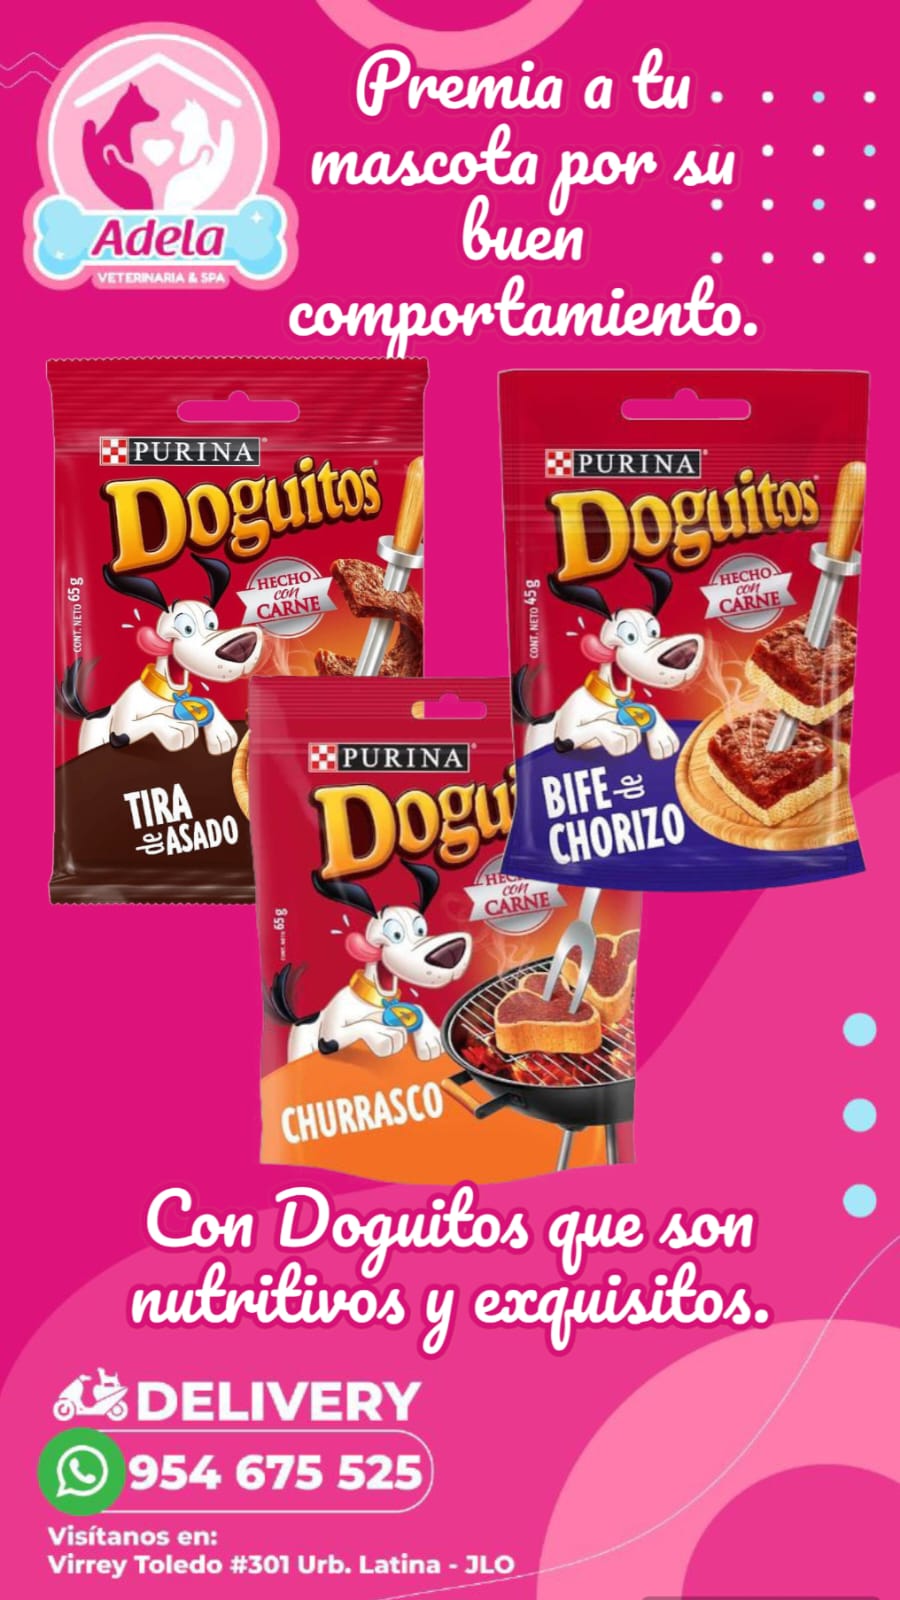 Adela
VETERINARIA & SPA
Premia a tu
mascota por su
buen
comportamiento.
PURINA
Doguitos
HECHO
con
CARNE
CONT. NETO 65 g
TIRA
de ASADO
PURINA
Doguitos
HECHO
con
CARNE
CONT. NETO 45 g
BIFE de
CHORIZO
PURINA
Dogui
HEC
con
CARNE
CONT. NETO 65 g
CHURRASCO
Con Doguitos que son
nutritivos y exquisitos.
DELIVERY
954 675 525
Visítanos en:
Virrey Toledo #301 Urb. Latina - JLO